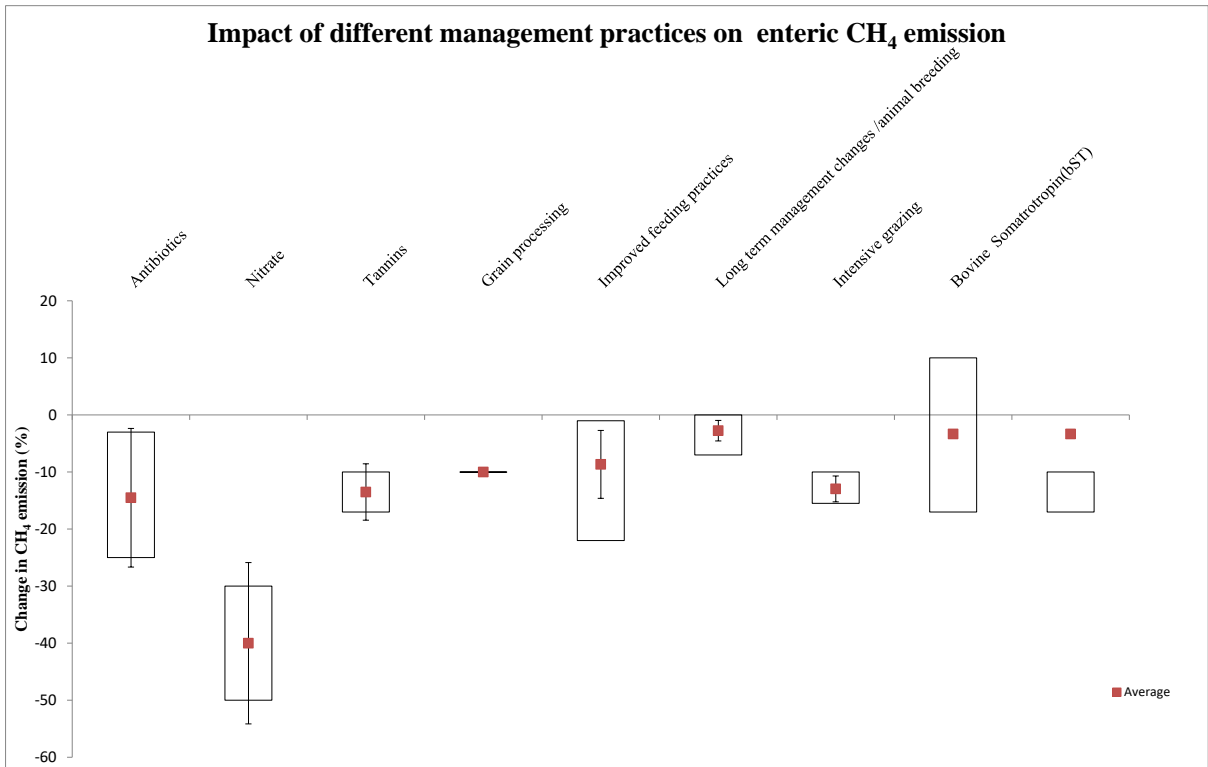 Impact of different management practices on enteric CH₄ emission
Antibiotics
Nitrate
Tannins
Grain processing
Improved feeding practices
Long term management changes /animal breeding
Intensive grazing
Bovine Somatrotropin(bST)
Change in CH₄ emission (%)
20
10
0
-10
-20
-30
-40
-50
-60
Average